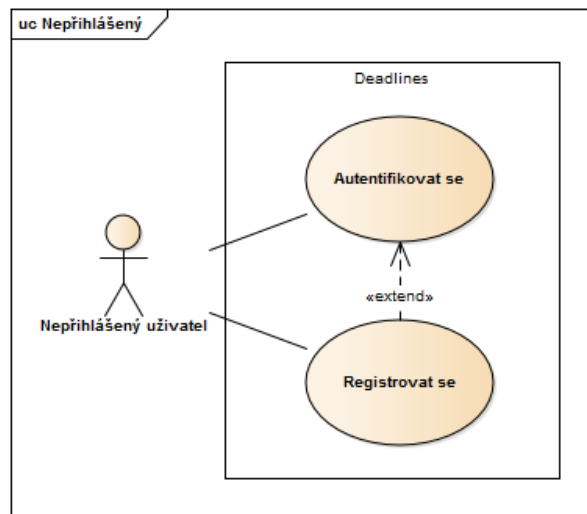 uc Nepřihlášený
Deadlines
Autentifikovat se
«extend»
Nepřihlášený uživatel
Registrovat se